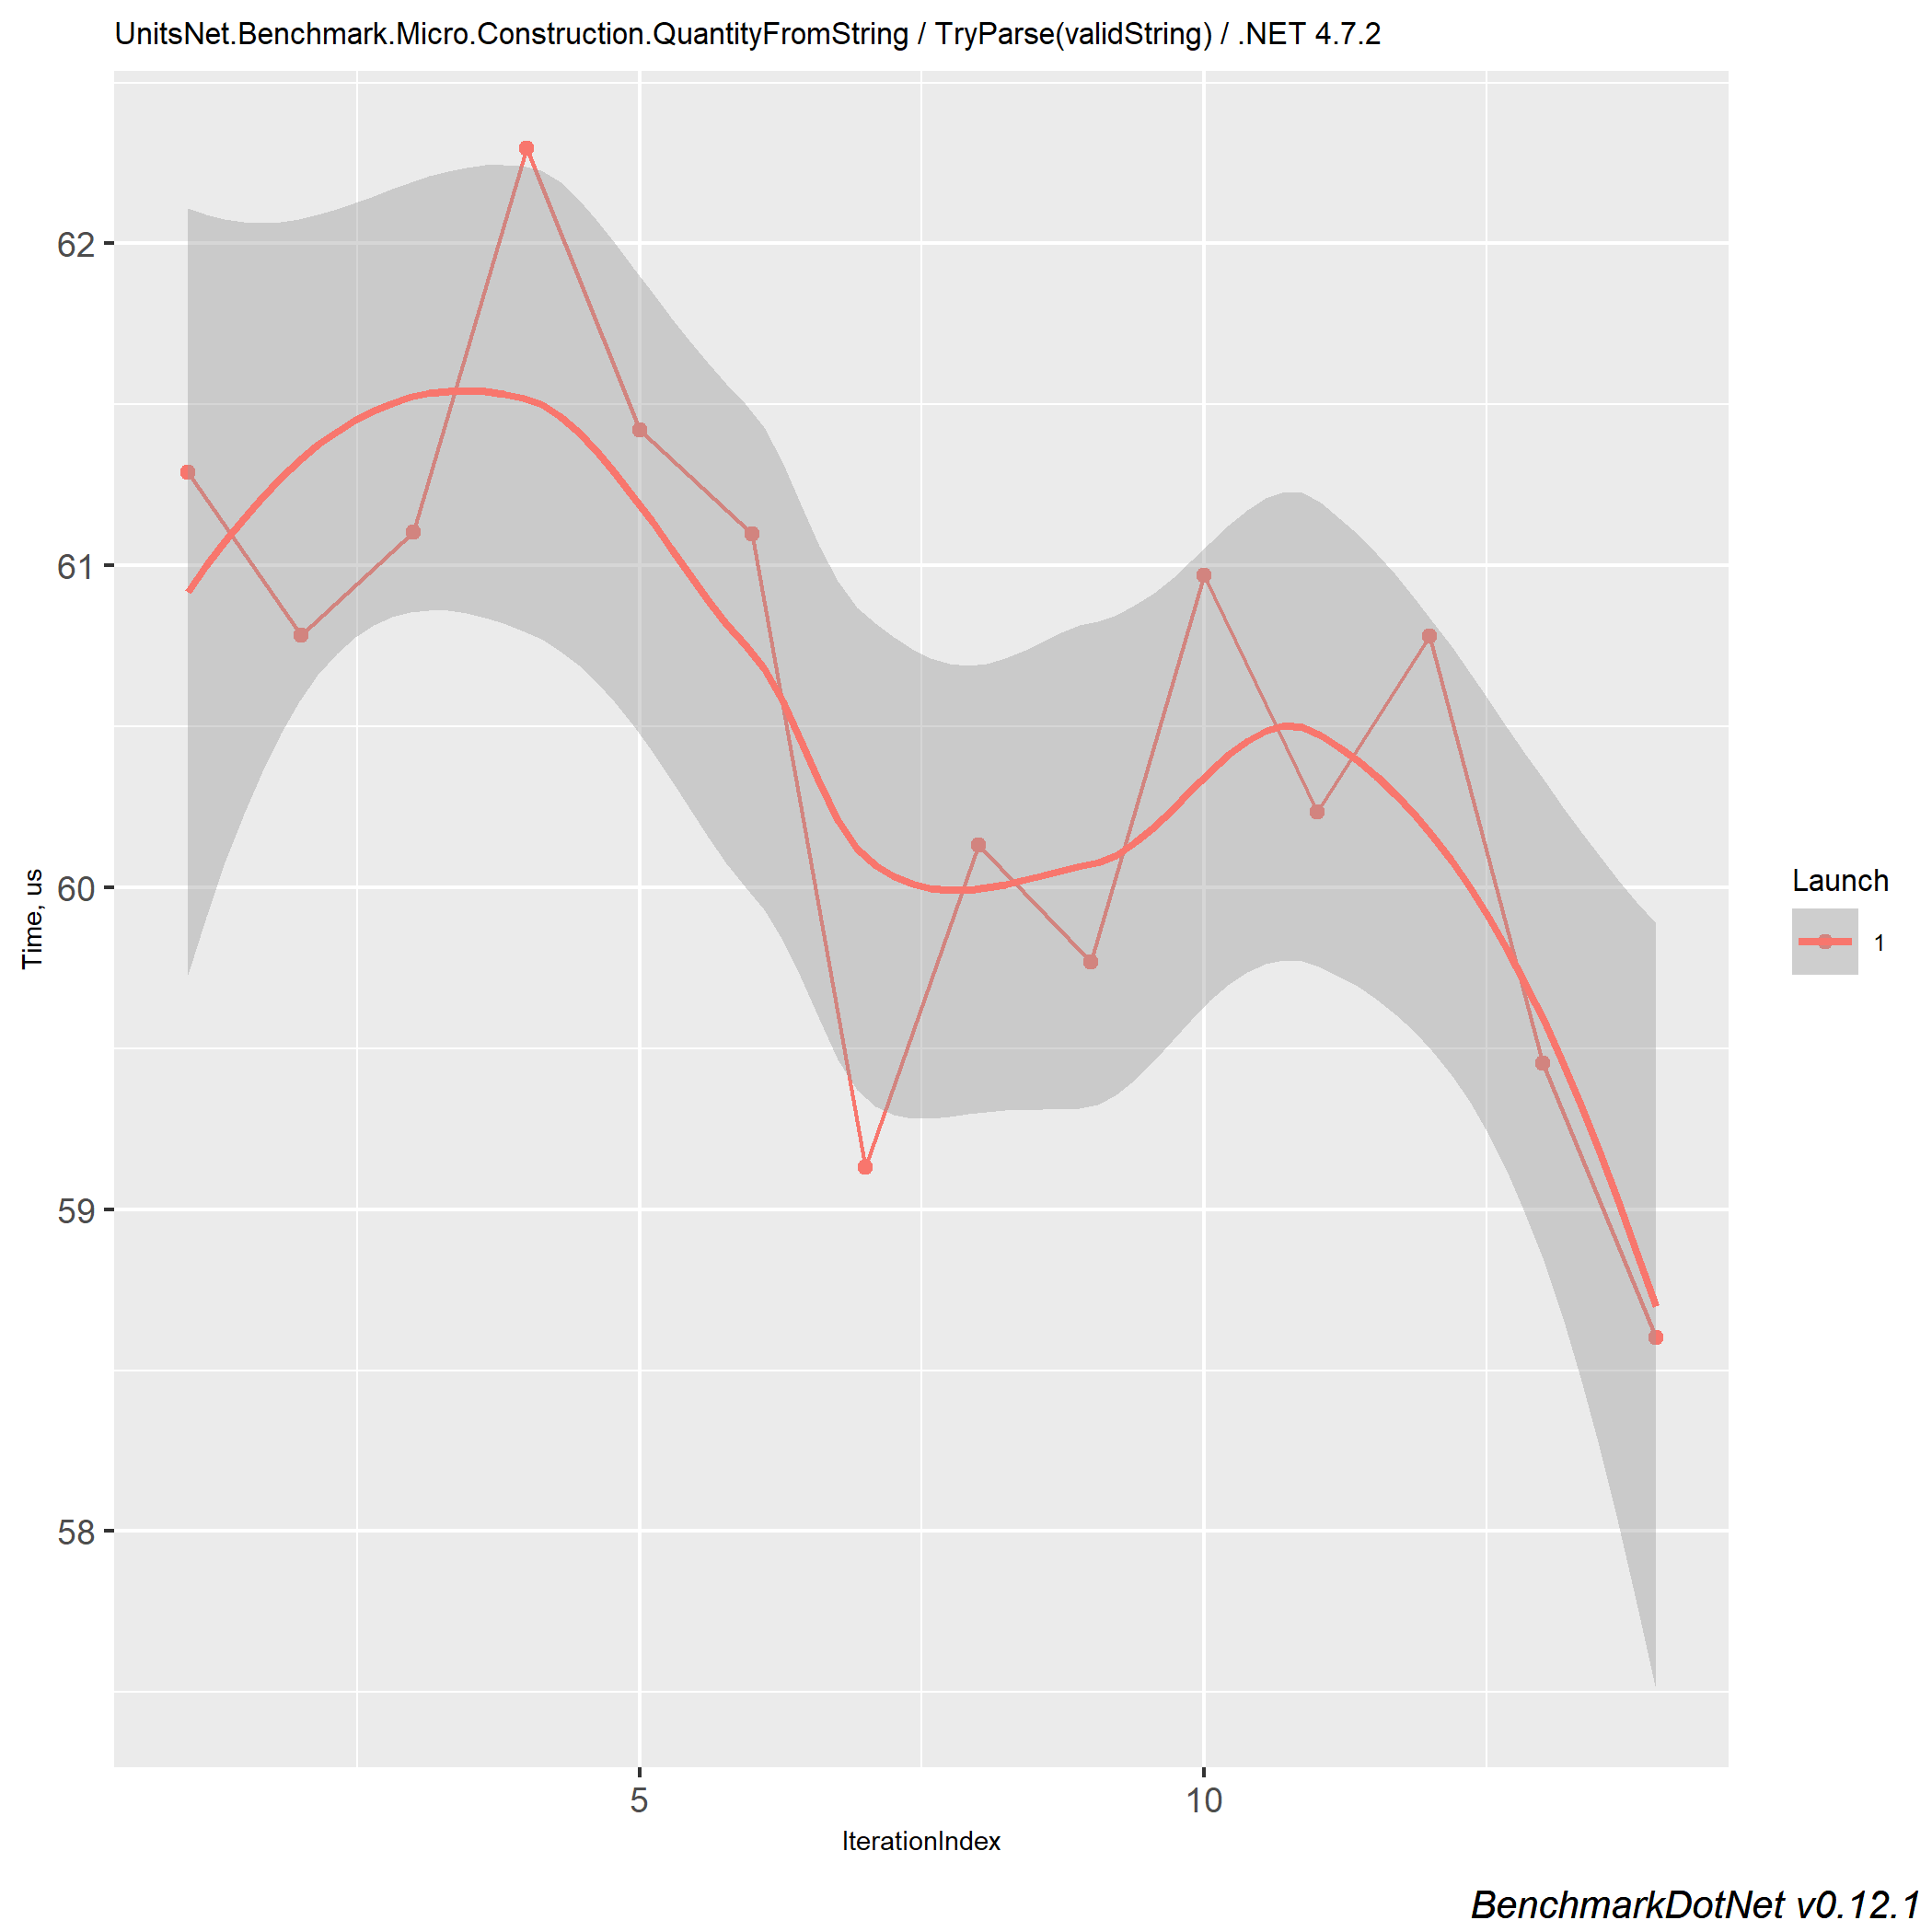 UnitsNet.Benchmark.Micro.Construction.QuantityFromString / TryParse(validString) / .NET 4.7.2
62
61
60
59
58
Time, us
5
10
IterationIndex
Launch
1
BenchmarkDotNet v0.12.1